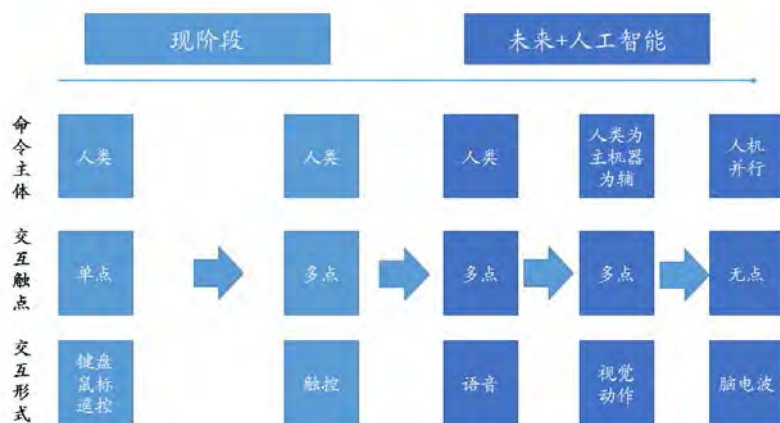 现阶段
未来+人工智能
命令主体
人类
人类
人类
人类为
主机器
为辅
人机
并行
交互触点
单点
多点
多点
多点
无点
交互形式
键盘
鼠标
遥控
触控
语音
视觉
动作
脑电波